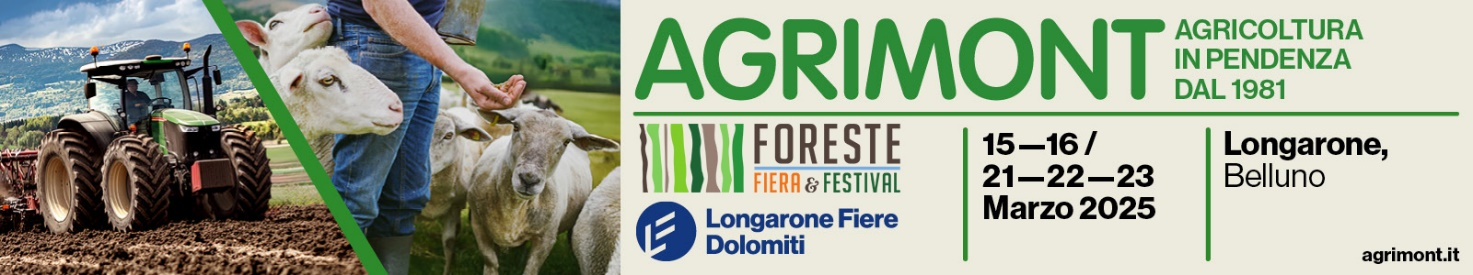 AGRIMONT
AGRICOLTURA
IN PENDENZA
DAL 1981
FORESTE
FIERA & FESTIVAL
Longarone Fiere
Dolomiti
15—16 /
21—22—23
Marzo 2025
Longarone,
Belluno
agrimont.it